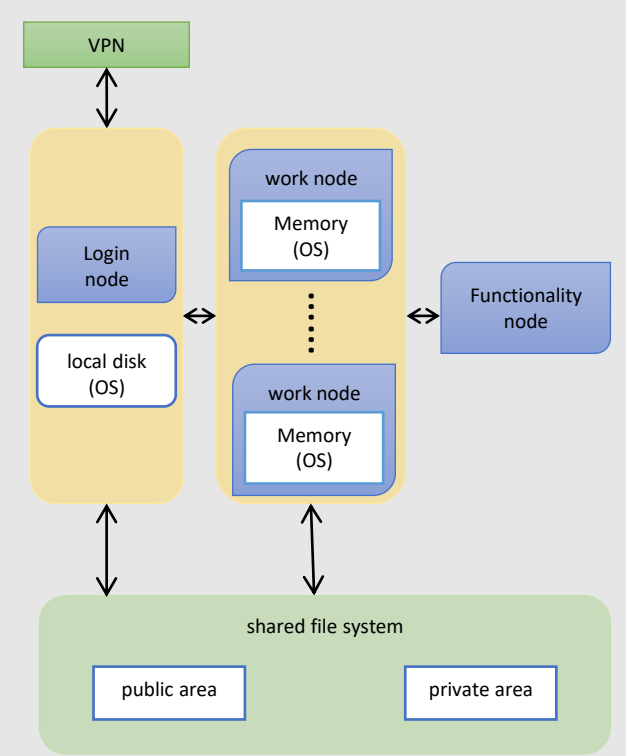 VPN
Login
node
local disk
(OS)
work node
Memory
(OS)
work node
Memory
(OS)
Functionality
node
shared file system
public area
private area